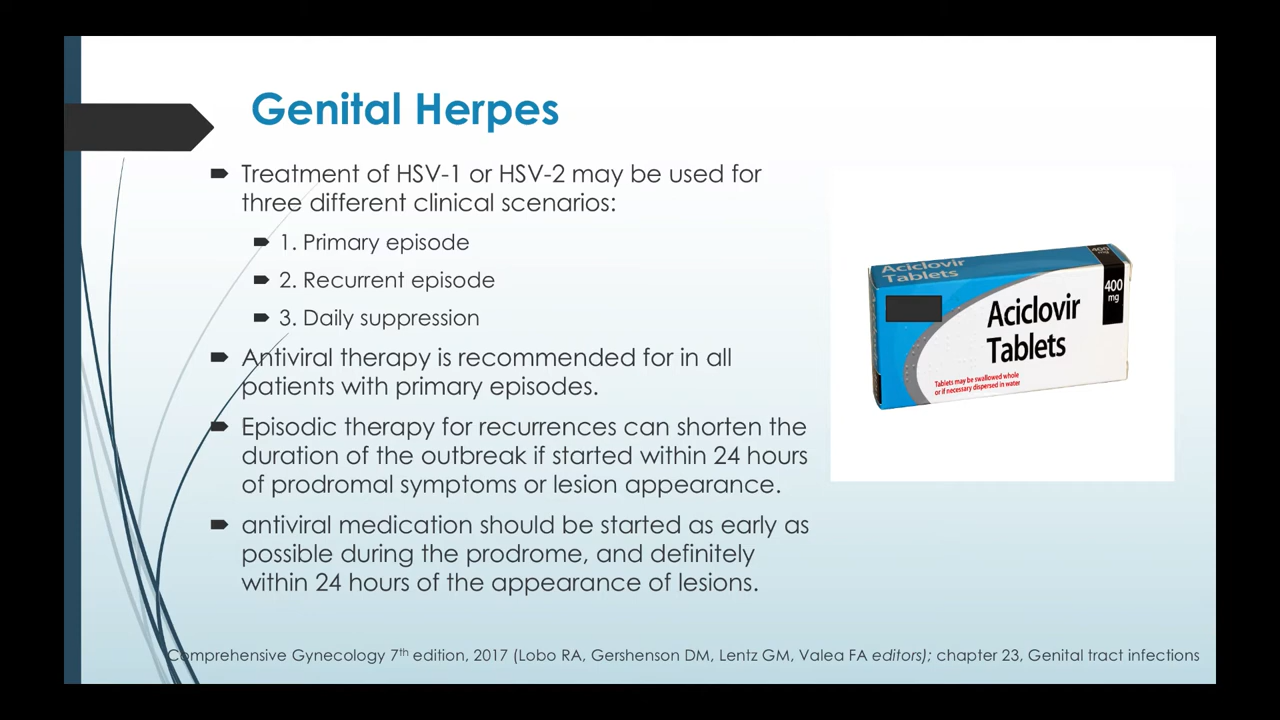 Genital Herpes
Treatment of HSV-1 or HSV-2 may be used for
three different clinical scenarios:
1. Primary episode
2. Recurrent episode
3. Daily suppression
Antiviral therapy is recommended for in all
patients with primary episodes.
Episodic therapy for recurrences can shorten the
duration of the outbreak if started within 24 hours
of prodromal symptoms or lesion appearance.
antiviral medication should be started as early as
possible during the prodrome, and definitely
within 24 hours of the appearance of lesions.
Aciclovir
Tablets
400
mg
Aciclovir
Tablets
400
mg
Tablets may be swallowed whole
or if necessary dispersed in water
Comprehensive Gynecology 7th edition, 2017 (Lobo RA, Gershenson DM, Lentz GM, Valea FA editors); chapter 23, Genital tract infections